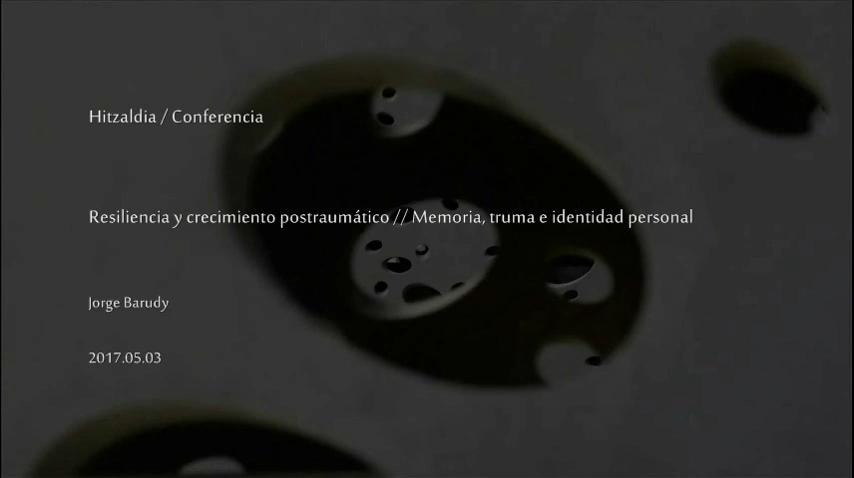 Hitzaldia / Conferencia
Resiliencia y crecimiento postraumático // Memoria, truma e identidad personal
Jorge Barudy
2017.05.03